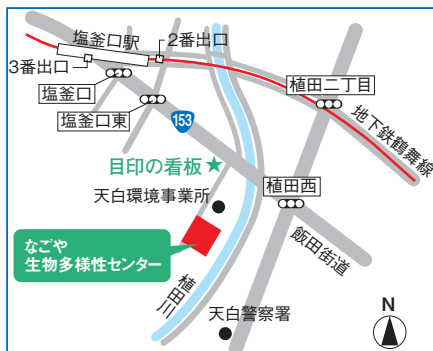 塩釜口駅
2番出口
3番出口
塩釜口
塩釜口東
153
植田二丁目
地下鉄鶴舞線
目印の看板★
植田西
天白環境事業所
なごや
生物多様性センター
飯田街道
植田川
天白警察署
N